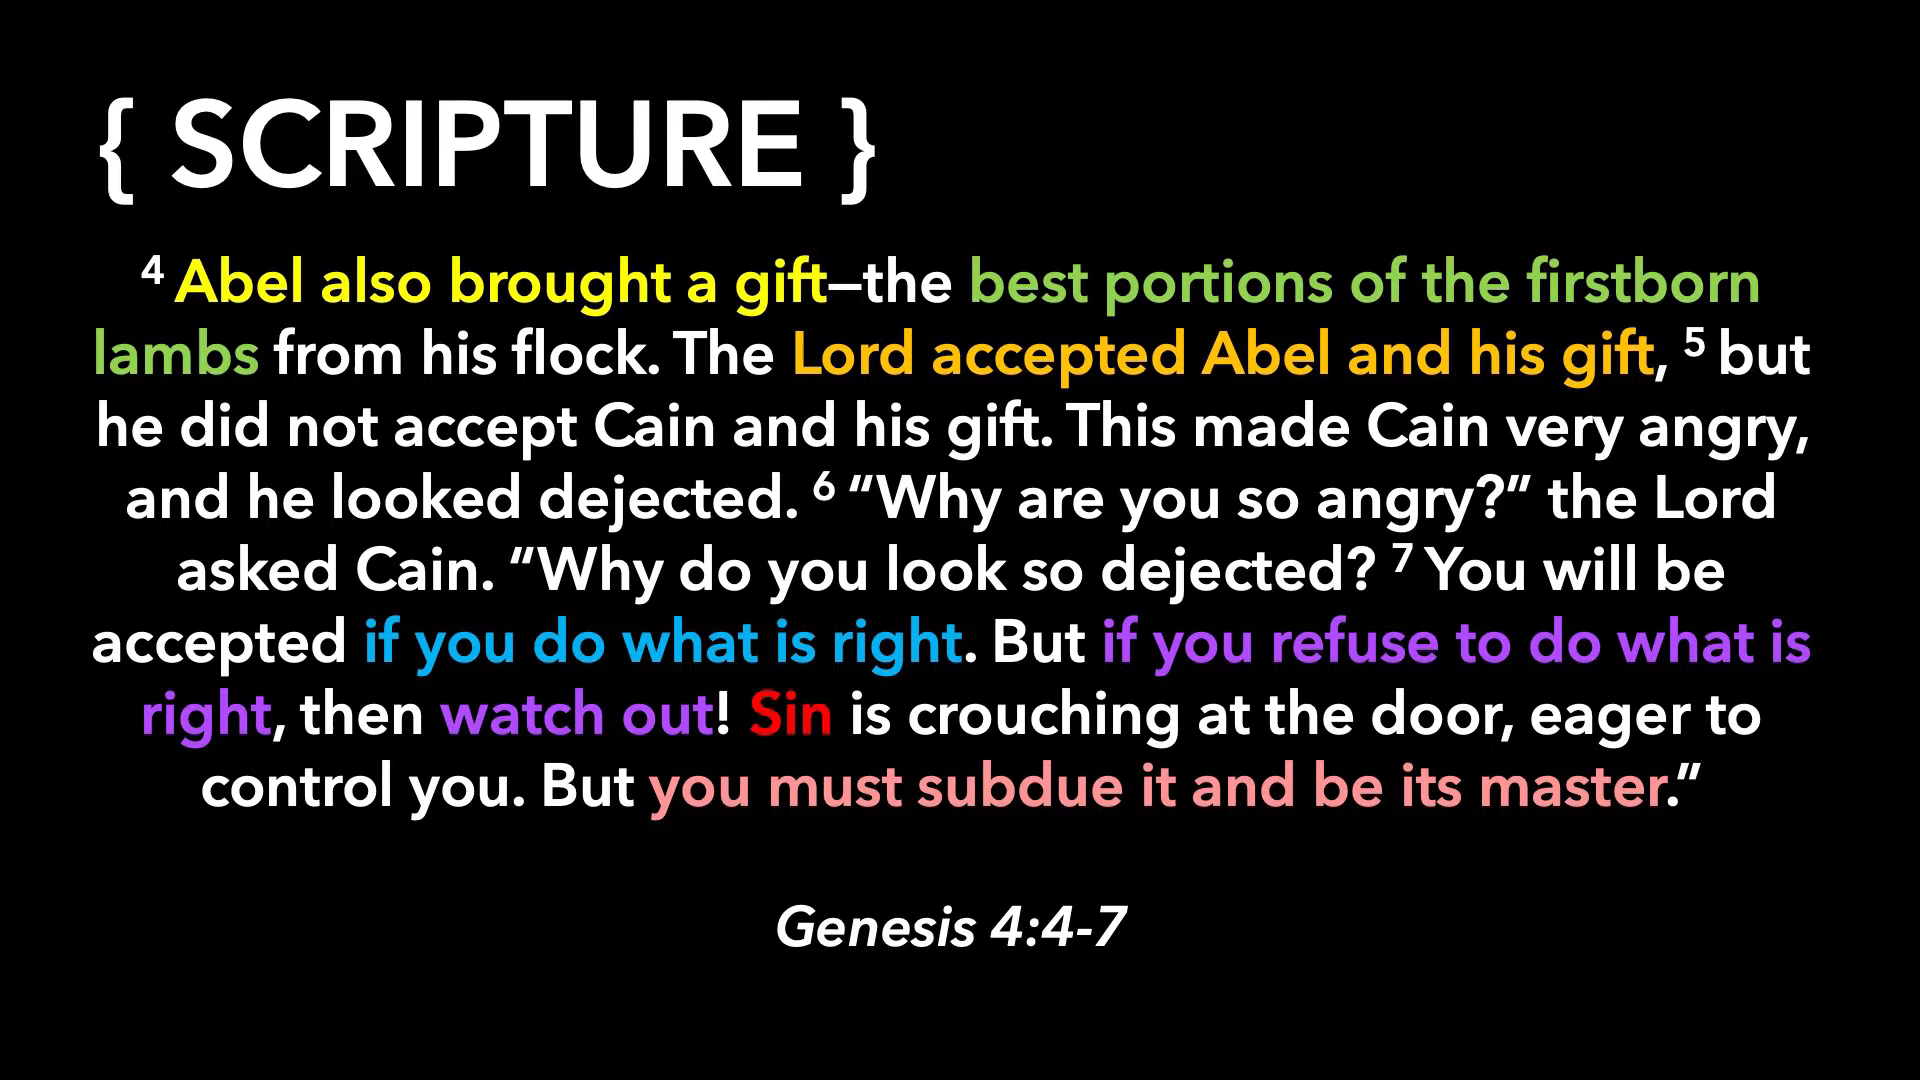 { SCRIPTURE }
4 Abel also brought a gift—the best portions of the firstborn
lambs from his flock. The Lord accepted Abel and his gift, 5 but
he did not accept Cain and his gift. This made Cain very angry,
and he looked dejected. 6 “Why are you so angry?” the Lord
asked Cain. “Why do you look so dejected? 7 You will be
accepted if you do what is right. But if you refuse to do what is
right, then watch out! Sin is crouching at the door, eager to
control you. But you must subdue it and be its master.”
Genesis 4:4-7